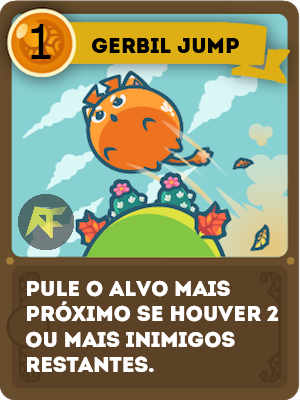 1
GERBIL JUMP
PULE O ALVO MAIS
PRÓXIMO SE HOUVER 2
OU MAIS INIMIGOS
RESTANTES.